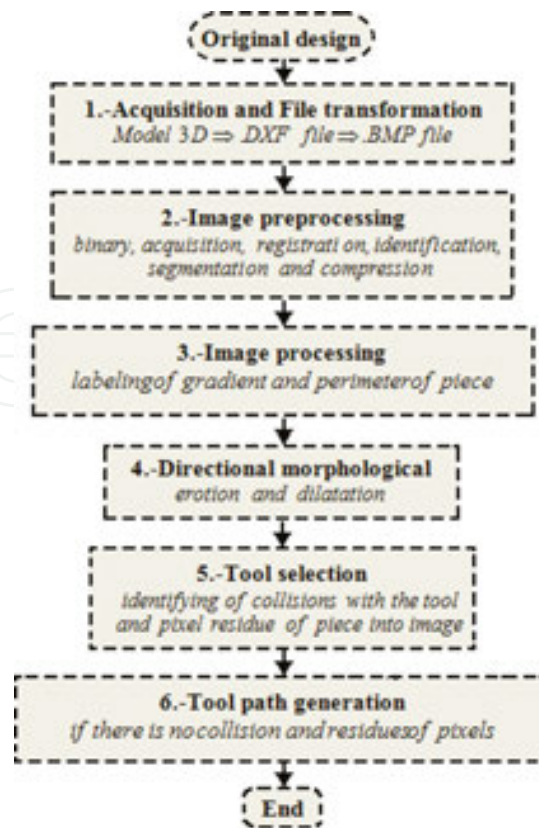 Original design
1.-Acquisition and File transformation
Model 3D ⇒ .DXF file ⇒ .BMP file
2.-Image preprocessing
binary, acquisition, registrati on, identification,
segmentation and compression
3.-Image processing
labelingof gradient and perimeterof piece
4.-Directional morphological
erotion and dilatation
5.-Tool selection
identifying of collisions with the tool
and pixel residue of piece into image
6.-Tool path generation
if there is nocollision andresiduesof pixels
End